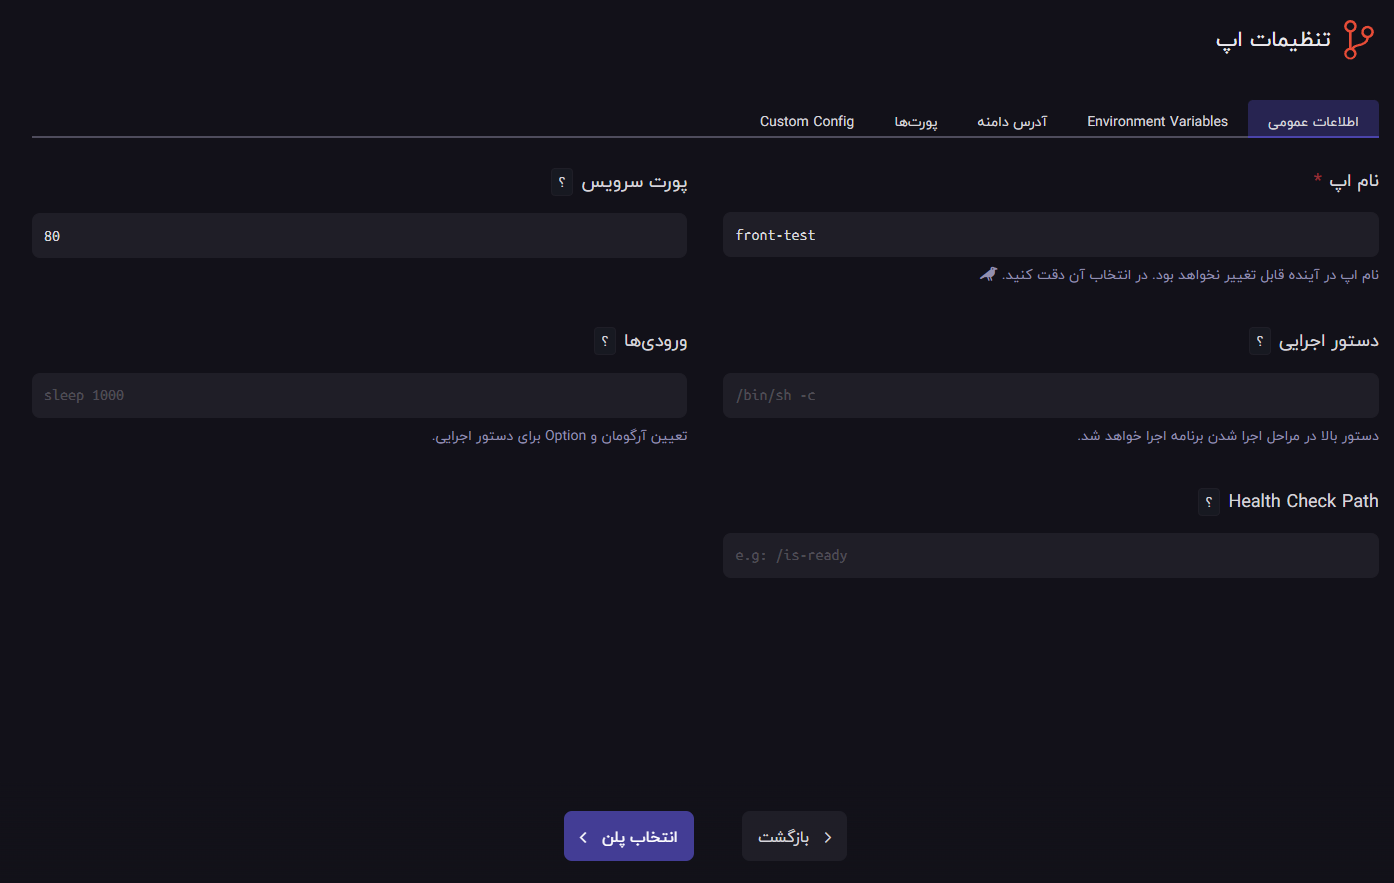 تنظیمات اپ
اطلاعات عمومی
Environment Variables
آدرس دامنه
پورت‌ها
Custom Config
نام اپ *
front-test
نام اپ در آینده قابل تغییر نخواهد بود. در انتخاب آن دقت کنید.
پورت سرویس ؟
80
دستور اجرایی ؟
/bin/sh -c
دستور بالا در مراحل اجرا شدن برنامه اجرا خواهد شد.
ورودی‌ها ؟
sleep 1000
تعیین آرگومان و Option برای دستور اجرایی.
Health Check Path ؟
e.g: /is-ready
بازگشت
انتخاب پلن